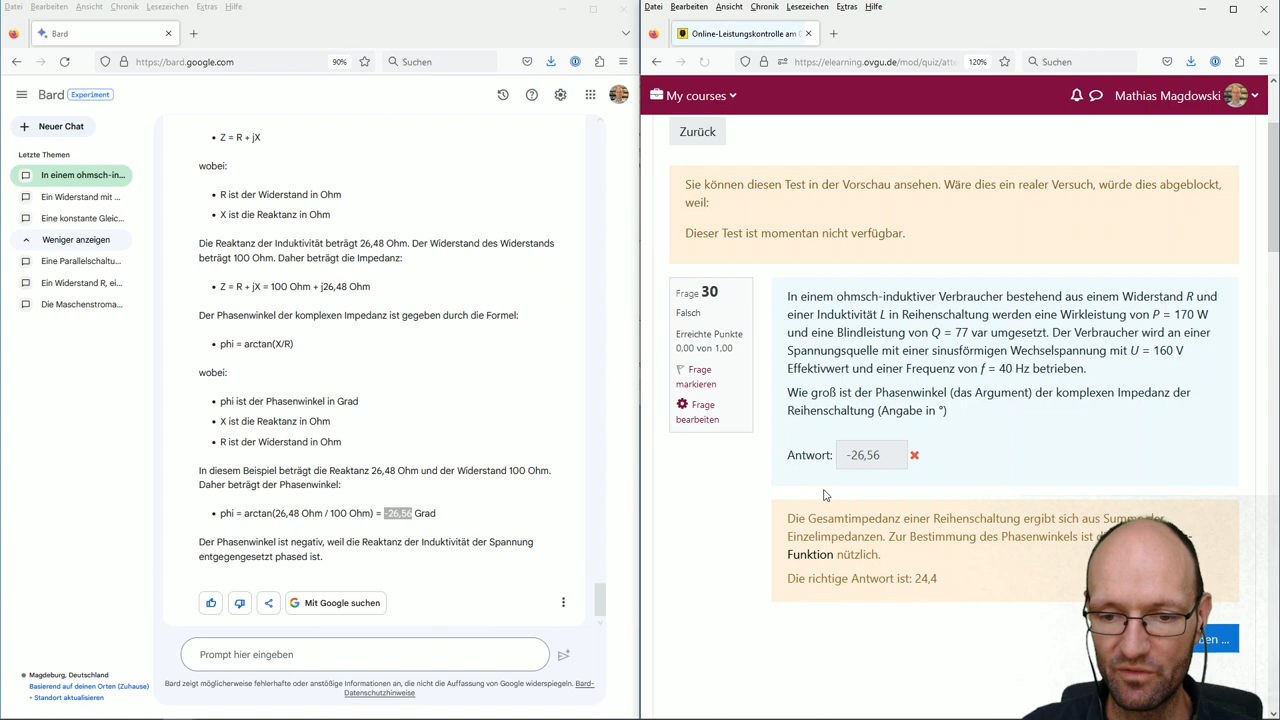 Datei Bearbeiten Ansicht Chronik Lesezeichen Extras Hilfe
Bard
https://bard.google.com
90%
Suchen
Bard Experiment
Neuer Chat
Letzte Themen
In einem ohmsch-in...
Ein Widerstand mit ...
Eine konstante Gleic...
Weniger anzeigen
Eine Parallelschaltu...
Ein Widerstand R, ei...
Die Maschenstroma...
• Z = R + jX
wobei:
• R ist der Widerstand in Ohm
• X ist die Reaktanz in Ohm
Die Reaktanz der Induktivität beträgt 26,48 Ohm. Der Widerstand des Widerstands
beträgt 100 Ohm. Daher beträgt die Impedanz:
• Z = R + jX = 100 Ohm + j26,48 Ohm
Der Phasenwinkel der komplexen Impedanz ist gegeben durch die Formel:
• phi = arctan(X/R)
wobei:
• phi ist der Phasenwinkel in Grad
• X ist die Reaktanz in Ohm
• R ist der Widerstand in Ohm
In diesem Beispiel beträgt die Reaktanz 26,48 Ohm und der Widerstand 100 Ohm.
Daher beträgt der Phasenwinkel:
• phi = arctan(26,48 Ohm / 100 Ohm) = -26,56 Grad
Der Phasenwinkel ist negativ, weil die Reaktanz der Induktivität der Spannung
entgegengesetzt phased ist.
Mit Google suchen
Prompt hier eingeben
Magdeburg, Deutschland
Basierend auf deinen Orten (Zuhause)
• Standort aktualisieren
Bard zeigt möglicherweise fehlerhafte oder anstößige Informationen an, die nicht die Auffassung von Google widerspiegeln. Bard-
Datenschutzhinweise
Datei Bearbeiten Ansicht Chronik Lesezeichen Extras Hilfe
Online-Leistungskontrolle am
https://elearning.ovgu.de/mod/quiz/atte
120%
Suchen
My courses
Mathias Magdowski
Zurück
Sie können diesen Test in der Vorschau ansehen. Wäre dies ein realer Versuch, würde dies abgeblockt,
weil:
Dieser Test ist momentan nicht verfügbar.
Frage 30
Falsch
Erreichte Punkte
0,00 von 1,00
Frage
markieren
Frage
bearbeiten
In einem ohmsch-induktiver Verbraucher bestehend aus einem Widerstand R und
einer Induktivität L in Reihenschaltung werden eine Wirkleistung von P = 170 W
und eine Blindleistung von Q = 77 var umgesetzt. Der Verbraucher wird an einer
Spannungsquelle mit einer sinusförmigen Wechselspannung mit U = 160 V
Effektivwert und einer Frequenz von f = 40 Hz betrieben.
Wie groß ist der Phasenwinkel (das Argument) der komplexen Impedanz der
Reihenschaltung (Angabe in °)
Antwort: -26,56
Die Gesamtimpedanz einer Reihenschaltung ergibt sich aus Summe der
Einzelimpedanzen. Zur Bestimmung des Phasenwinkels ist
Funktion nützlich.
Die richtige Antwort ist: 24,4